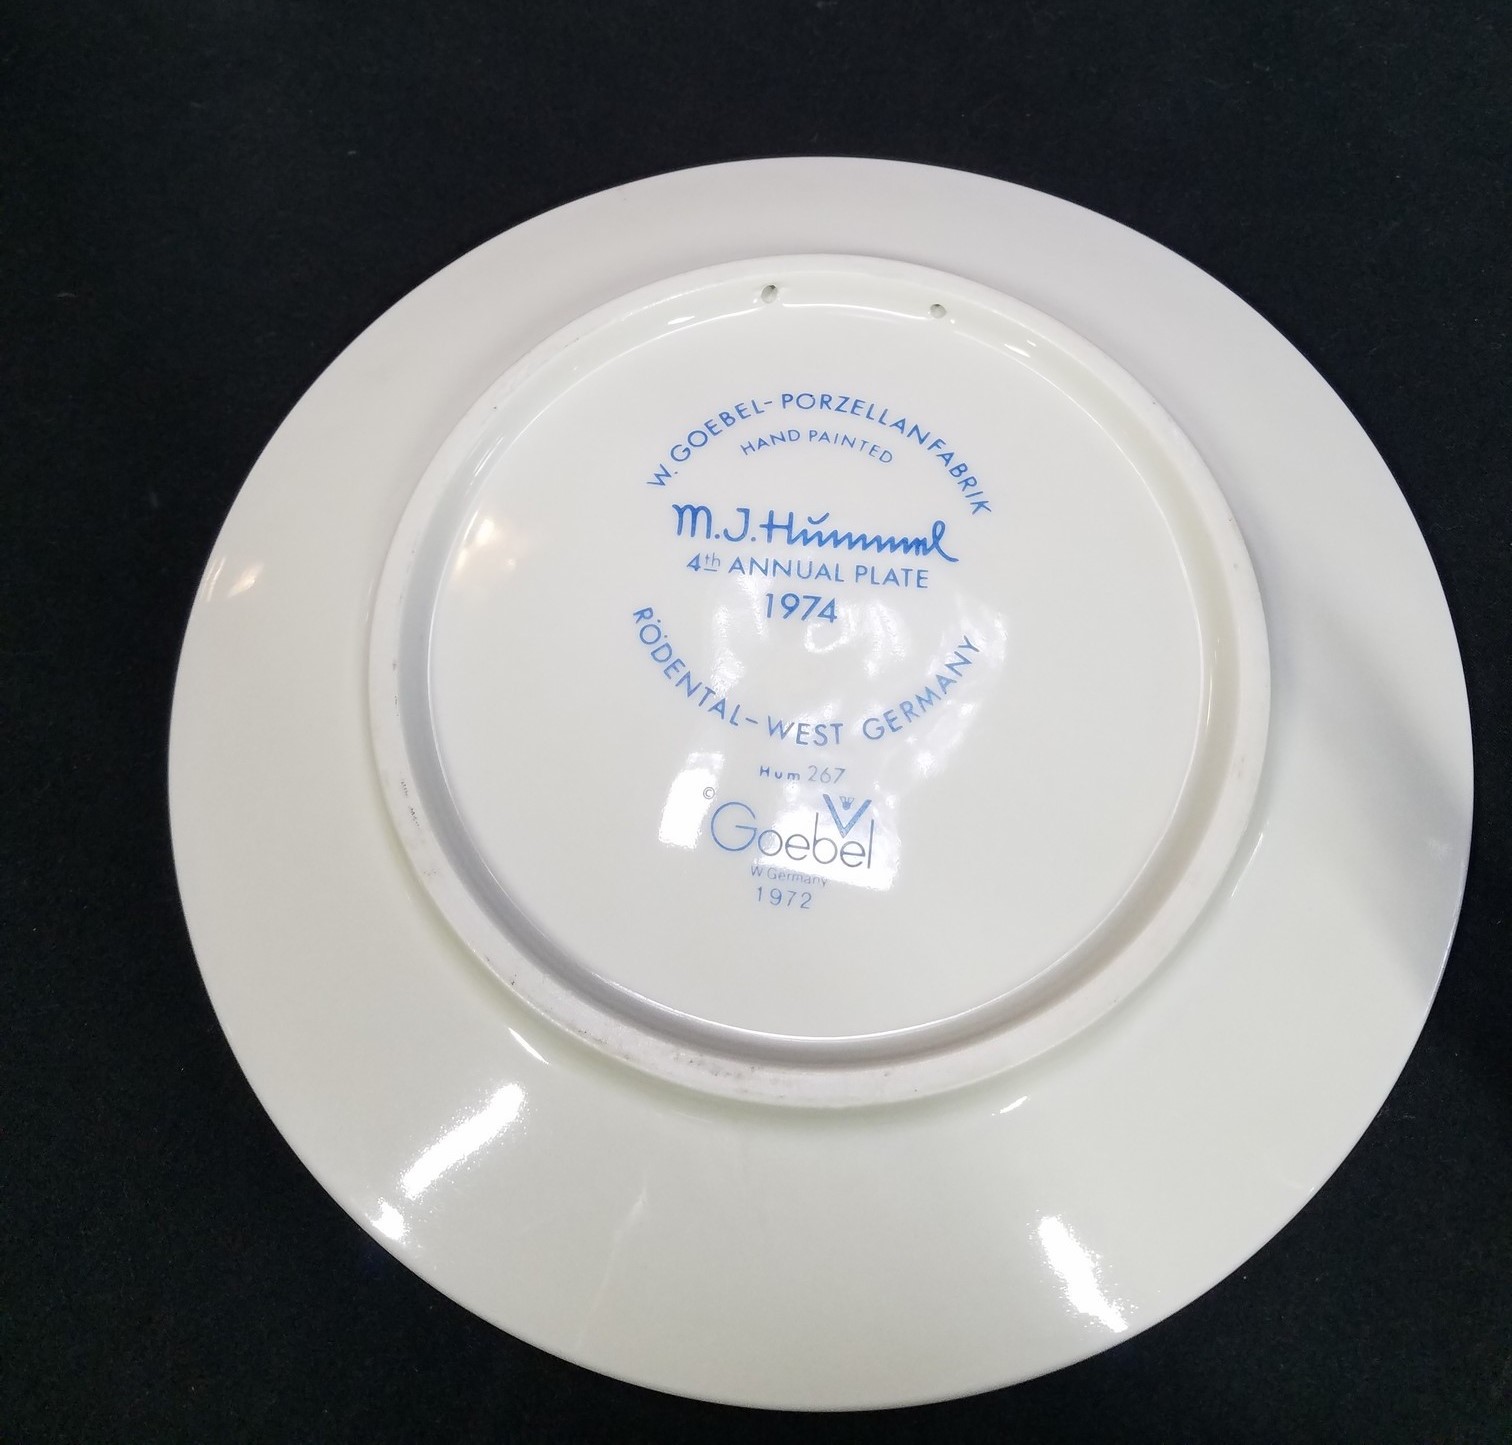 W. GOEBEL-PORZELLANFABRIK
HAND PAINTED
M.J. Hummel
4th ANNUAL PLATE
1974
RÖDENTAL-WEST GERMANY
Hum 267
© Goebel
W Germany
1972